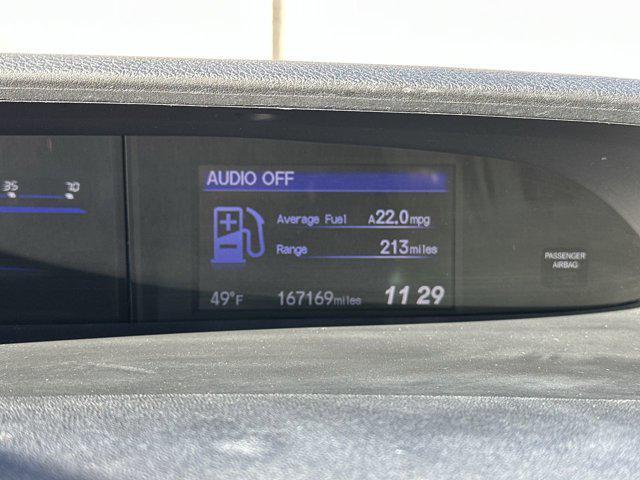 35 70
AUDIO OFF
Average Fuel A22.0mpg
Range 213miles
49°F 167169miles 11 29
PASSENGER
AIRBAG